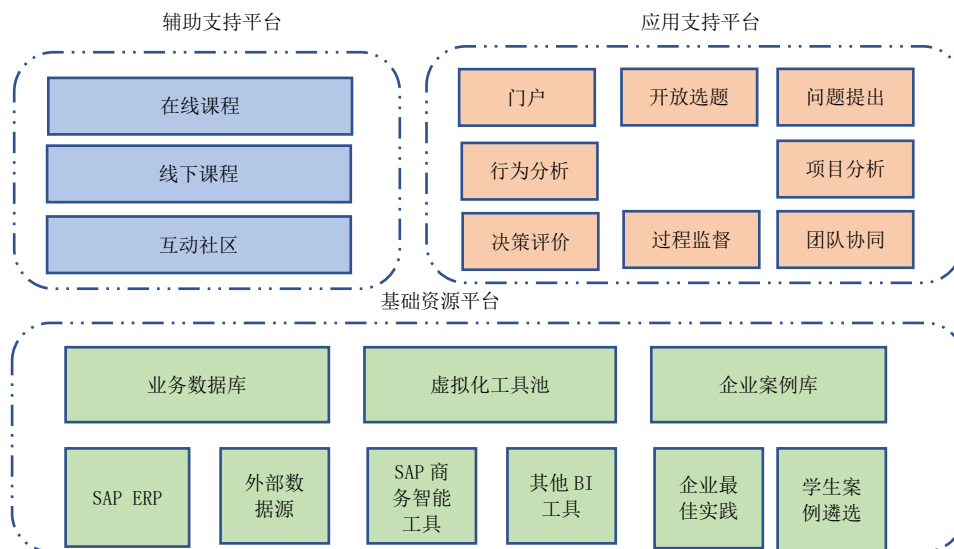 辅助支持平台
应用支持平台
在线课程
线下课程
互动社区
门户
开放选题
问题提出
行为分析
项目分析
决策评价
过程监督
团队协同
基础资源平台
业务数据库
虚拟化工具池
企业案例库
SAP ERP
外部数
据源
SAP 商
务智能
工具
其他 BI
工具
企业最
佳实践
学生案
例遴选